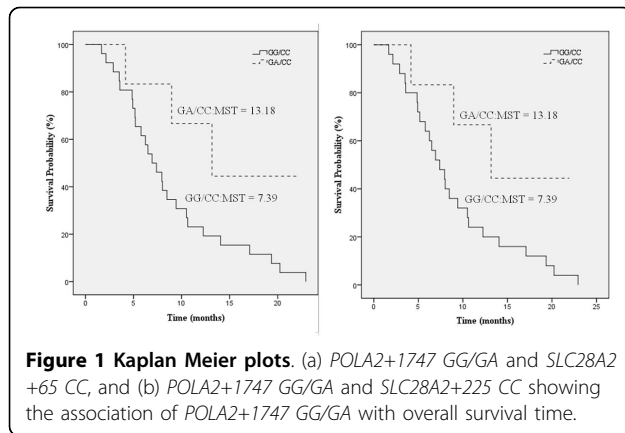 100
80
60
40
20
0
Survival Probability (%)
GG/CC
GA/CC
GA/CC:MST = 13.18
GG/CC:MST = 7.39
0 5 10 15 20
Time (months)
100
80
60
40
20
0
Survival Probability (%)
GG/CC
GA/CC
GA/CC:MST = 13.18
GG/CC:MST = 7.39
0 5 10 15 20 25
Time (months)
Figure 1 Kaplan Meier plots. (a) POLA2+1747 GG/GA and SLC28A2
+65 CC, and (b) POLA2+1747 GG/GA and SLC28A2+225 CC showing
the association of POLA2+1747 GG/GA with overall survival time.